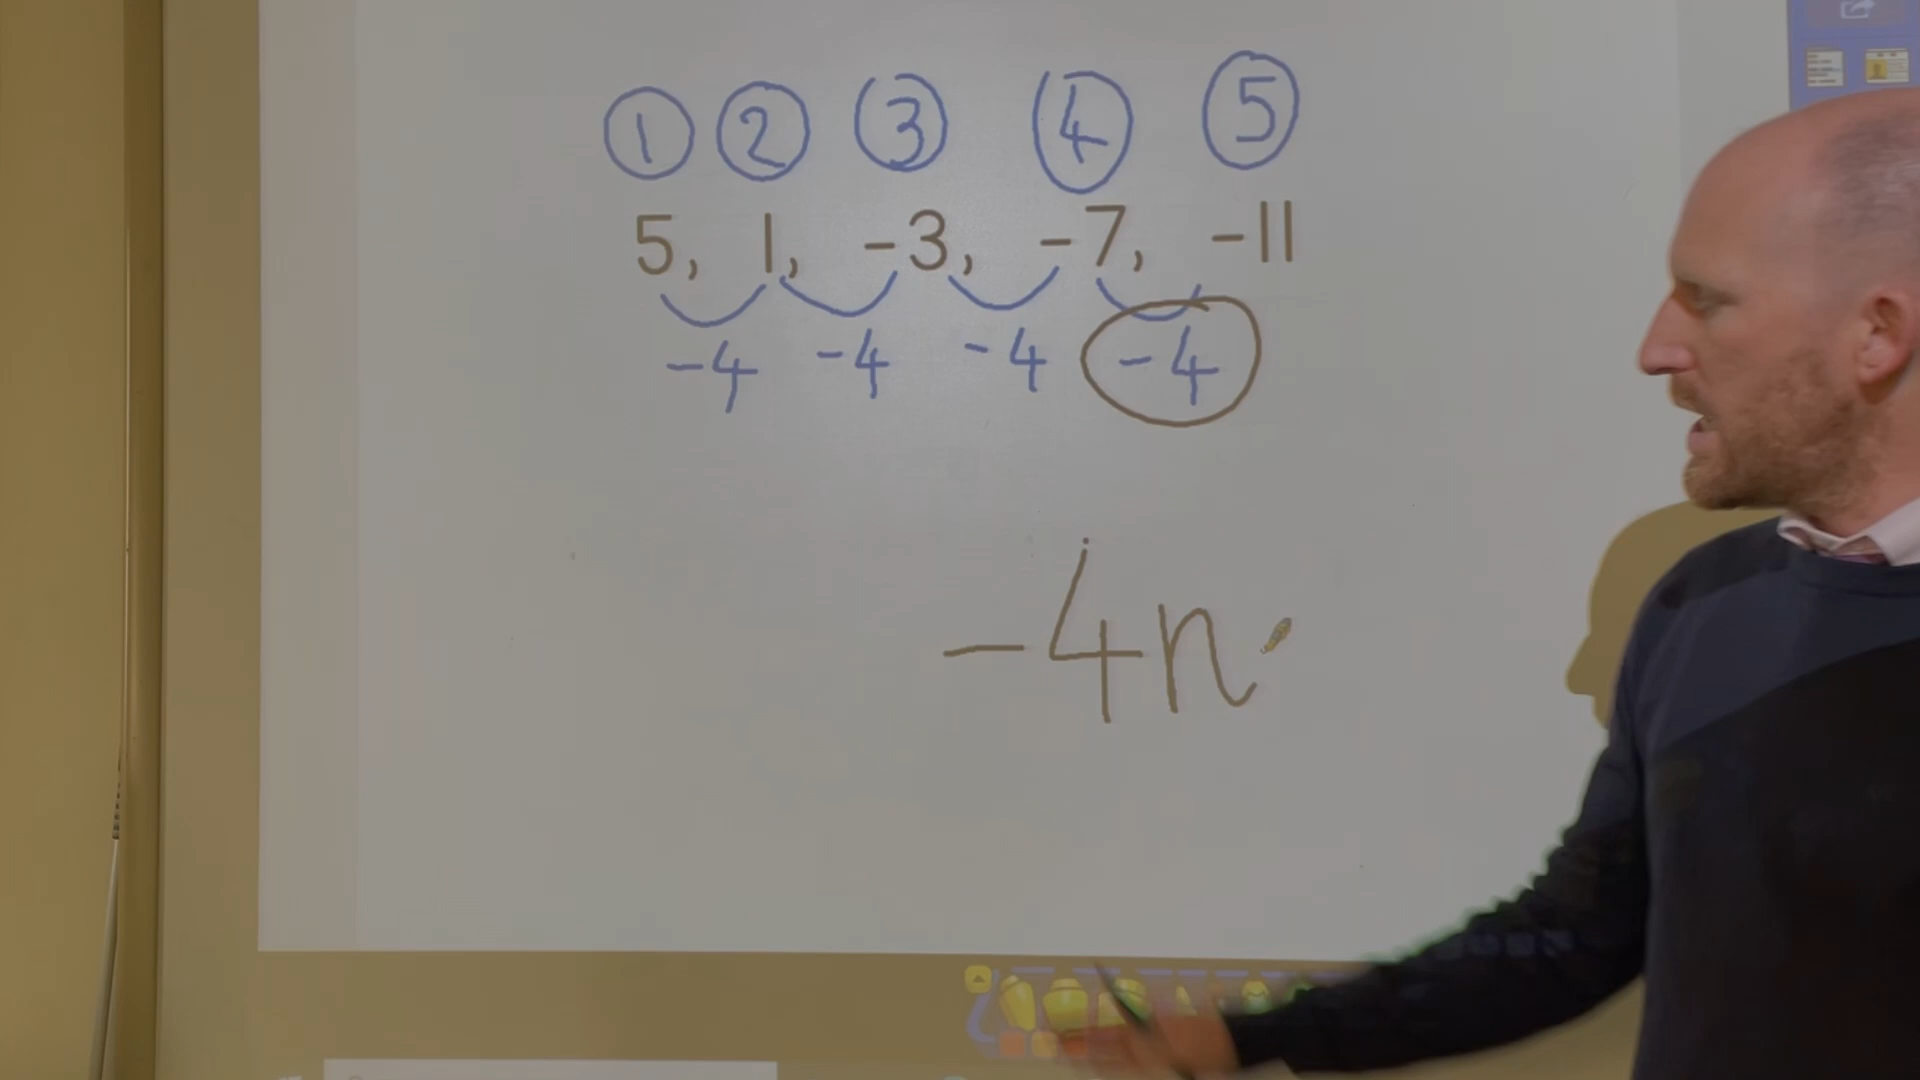 ① ② ③ ④ ⑤
5, 1, -3, -7, -11
-4 -4 -4 -4
-4n